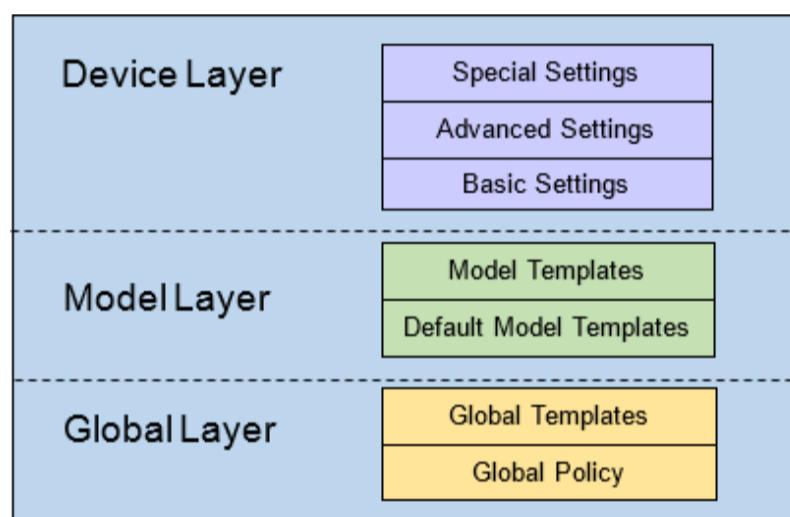 Device Layer
Special Settings
Advanced Settings
Basic Settings
Model Layer
Model Templates
Default Model Templates
Global Layer
Global Templates
Global Policy